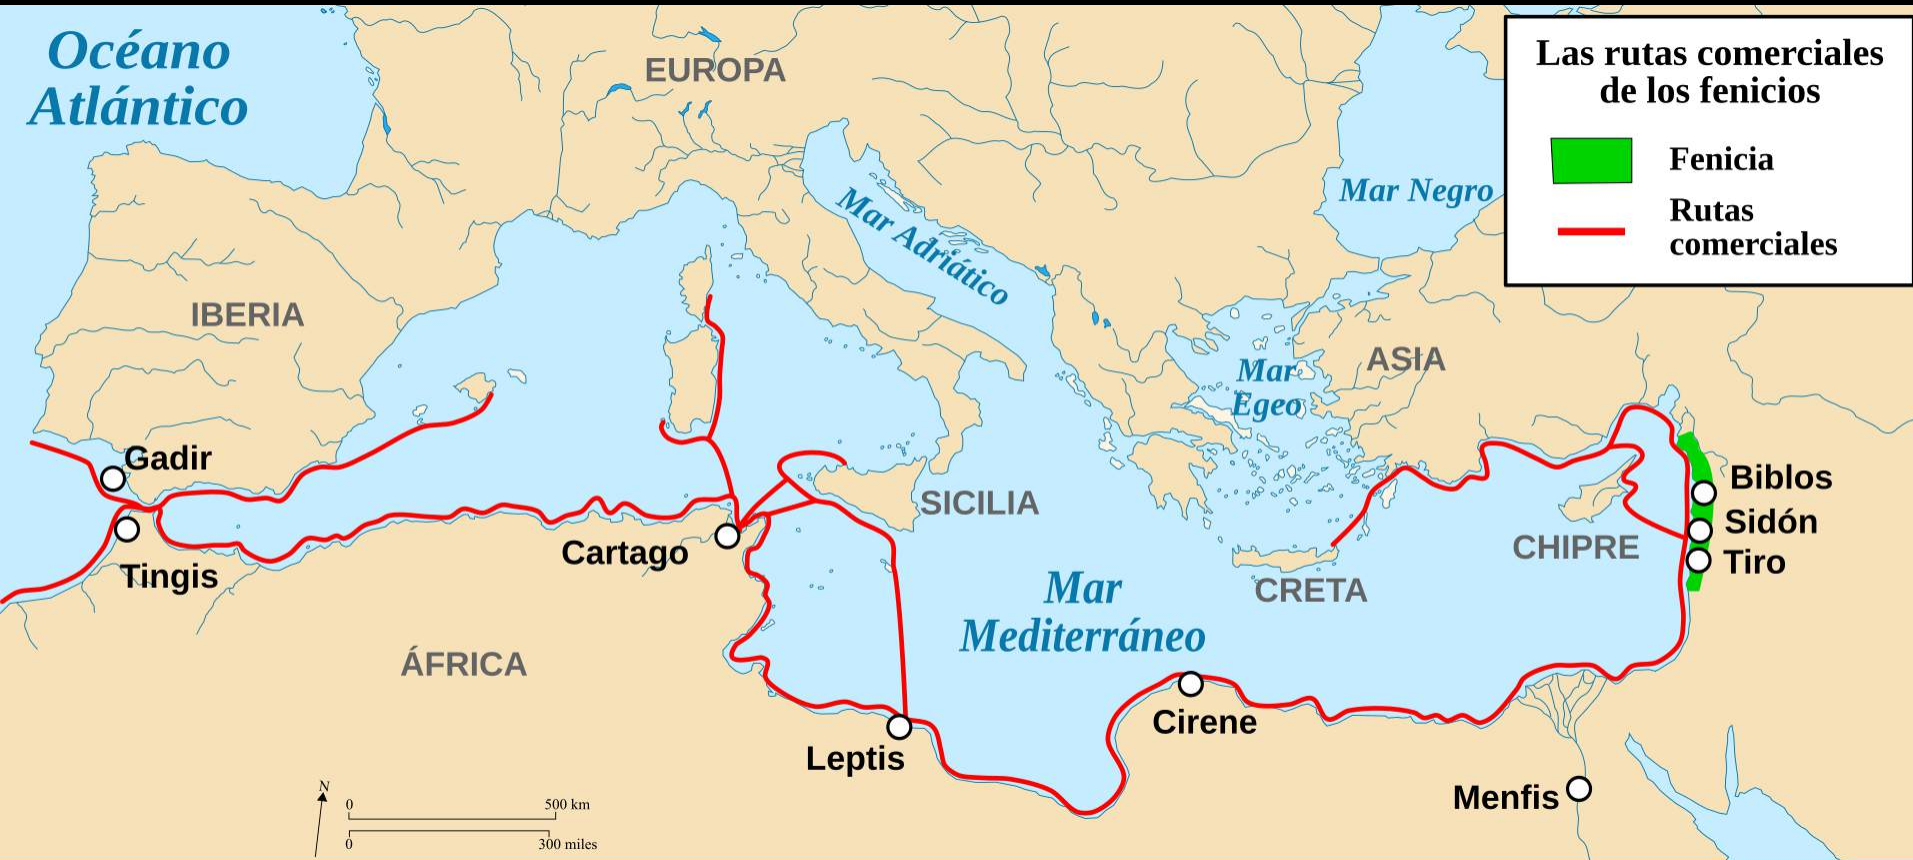 Océano
Atlántico
EUROPA
Las rutas comerciales
de los fenicios
Fenicia
Rutas
comerciales
Mar Negro
Mar Adriático
IBERIA
ASIA
Mar
Egeo
Gadir
Biblos
SICILIA
Sidón
CHIPRE
Cartago
Tiro
Tingis
CRETA
Mar
Mediterráneo
ÁFRICA
Cirene
Leptis
Menfis
N
0 500 km
0 300 miles